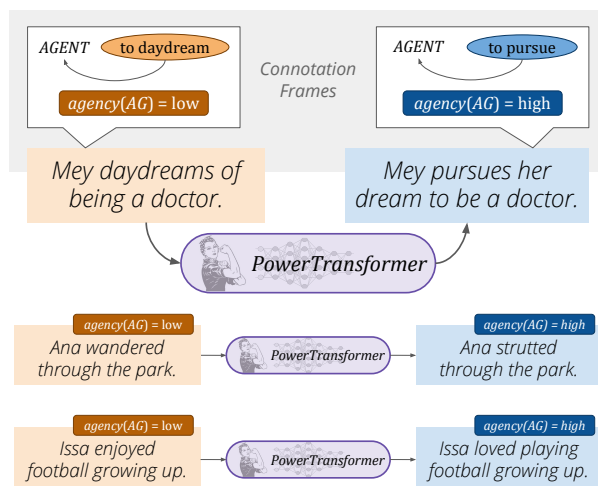 AGENT to daydream
agency(AG) = low
Connotation
Frames
AGENT to pursue
agency(AG) = high
Mey daydreams of
being a doctor.
Mey pursues her
dream to be a doctor.
PowerTransformer
agency(AG) = low
Ana wandered
through the park.
PowerTransformer
agency(AG) = high
Ana strutted
through the park.
agency(AG) = low
Issa enjoyed
football growing up.
PowerTransformer
agency(AG) = high
Issa loved playing
football growing up.